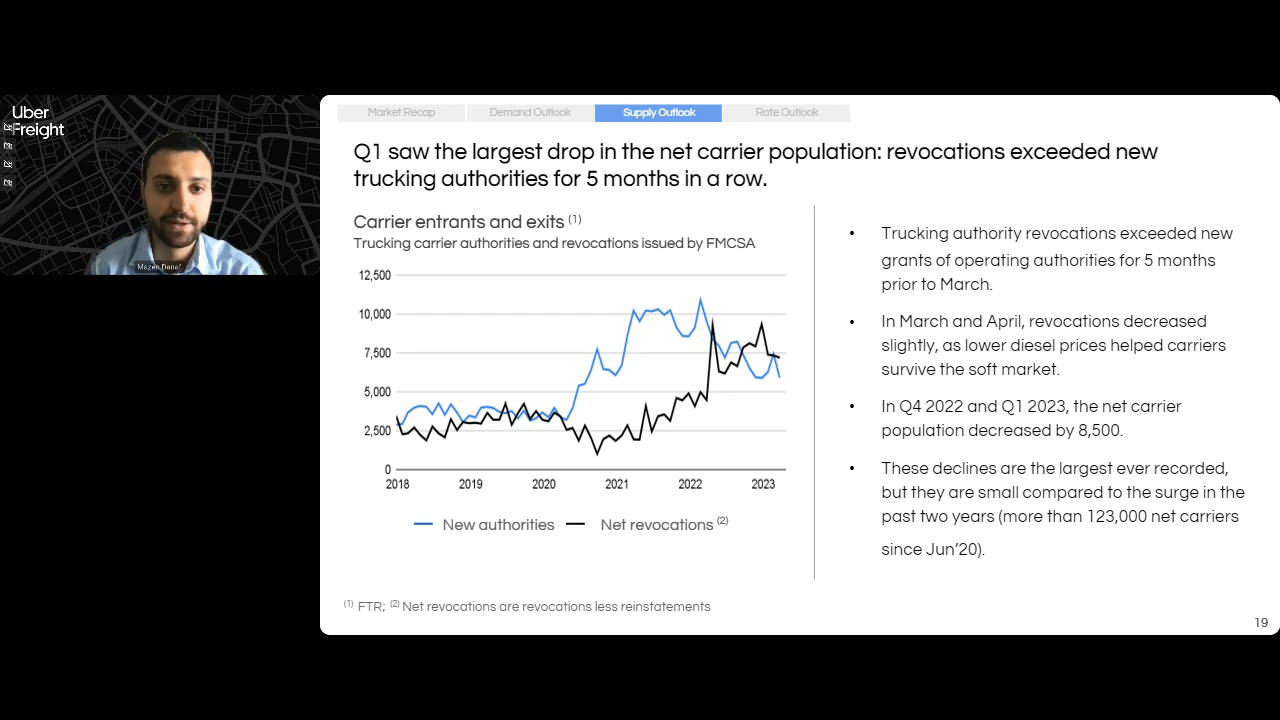 Uber
Freight
Mazen Danaf
Market Recap
Demand Outlook
Supply Outlook
Rate Outlook
Q1 saw the largest drop in the net carrier population: revocations exceeded new
trucking authorities for 5 months in a row.
Carrier entrants and exits (1)
Trucking carrier authorities and revocations issued by FMCSA
12,500
10,000
7,500
5,000
2,500
0
2018 2019 2020 2021 2022 2023
New authorities Net revocations (2)
• Trucking authority revocations exceeded new
grants of operating authorities for 5 months
prior to March.
• In March and April, revocations decreased
slightly, as lower diesel prices helped carriers
survive the soft market.
• In Q4 2022 and Q1 2023, the net carrier
population decreased by 8,500.
• These declines are the largest ever recorded,
but they are small compared to the surge in the
past two years (more than 123,000 net carriers
since Jun'20).
(1) FTR; (2) Net revocations are revocations less reinstatements
19